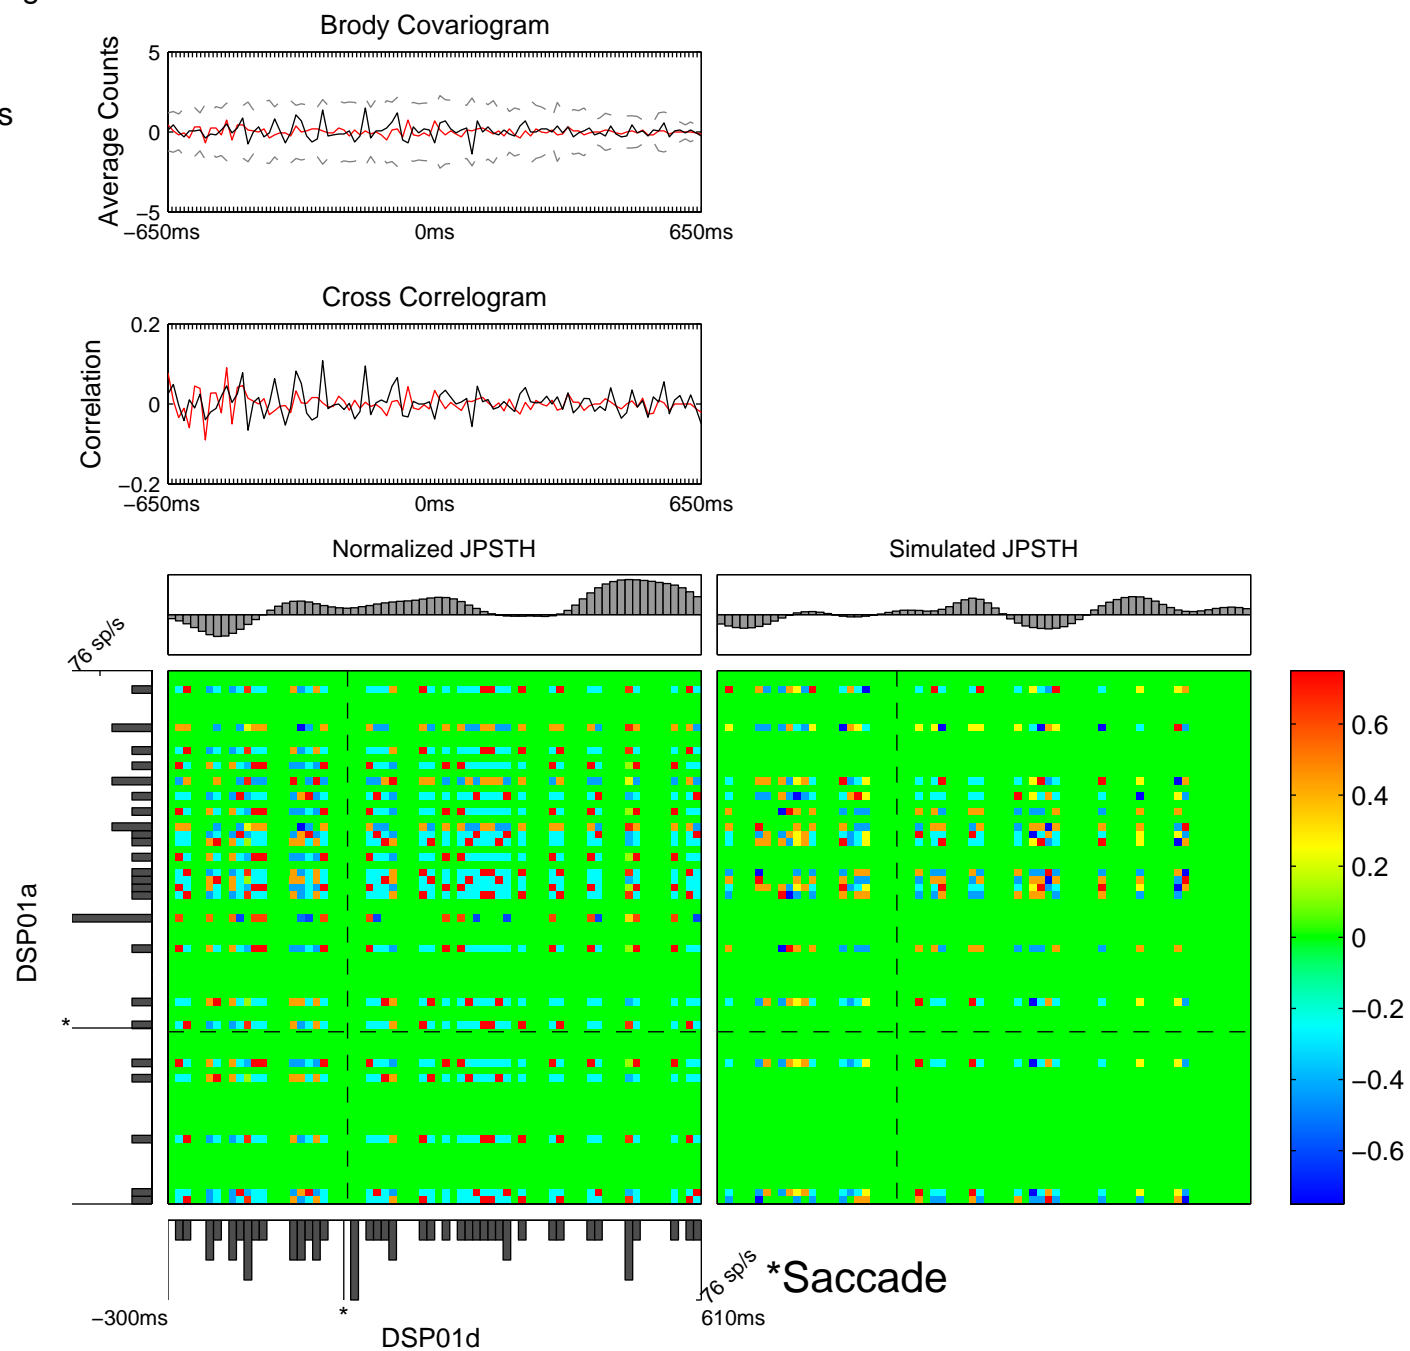 g
s
Brody Covariogram
Average Counts
5
0
−5
−650ms
0ms
650ms
Cross Correlogram
Correlation
0.2
0
−0.2
−650ms
0ms
650ms
Normalized JPSTH
Simulated JPSTH
76 sp/s
DSP01a
*
0.6
0.4
0.2
0
−0.2
−0.4
−0.6
76 sp/s
*Saccade
−300ms
*
610ms
DSP01d